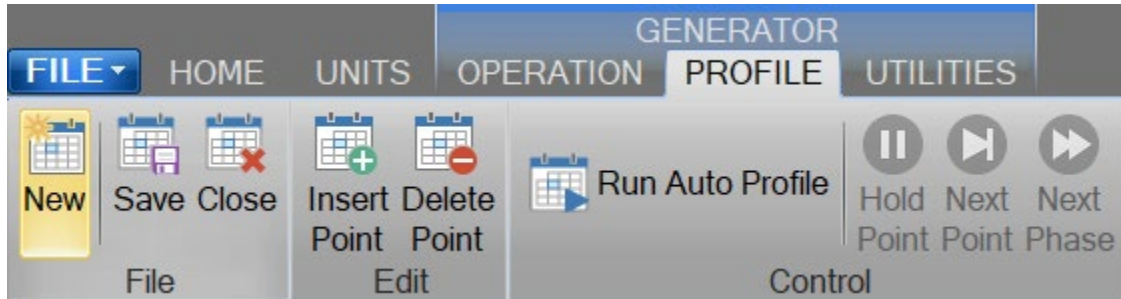 GENERATOR
FILE HOME UNITS OPERATION PROFILE UTILITIES
New Save Close Insert Delete Run Auto Profile Hold Next Next
Point Point Point Point Phase
File Edit Control